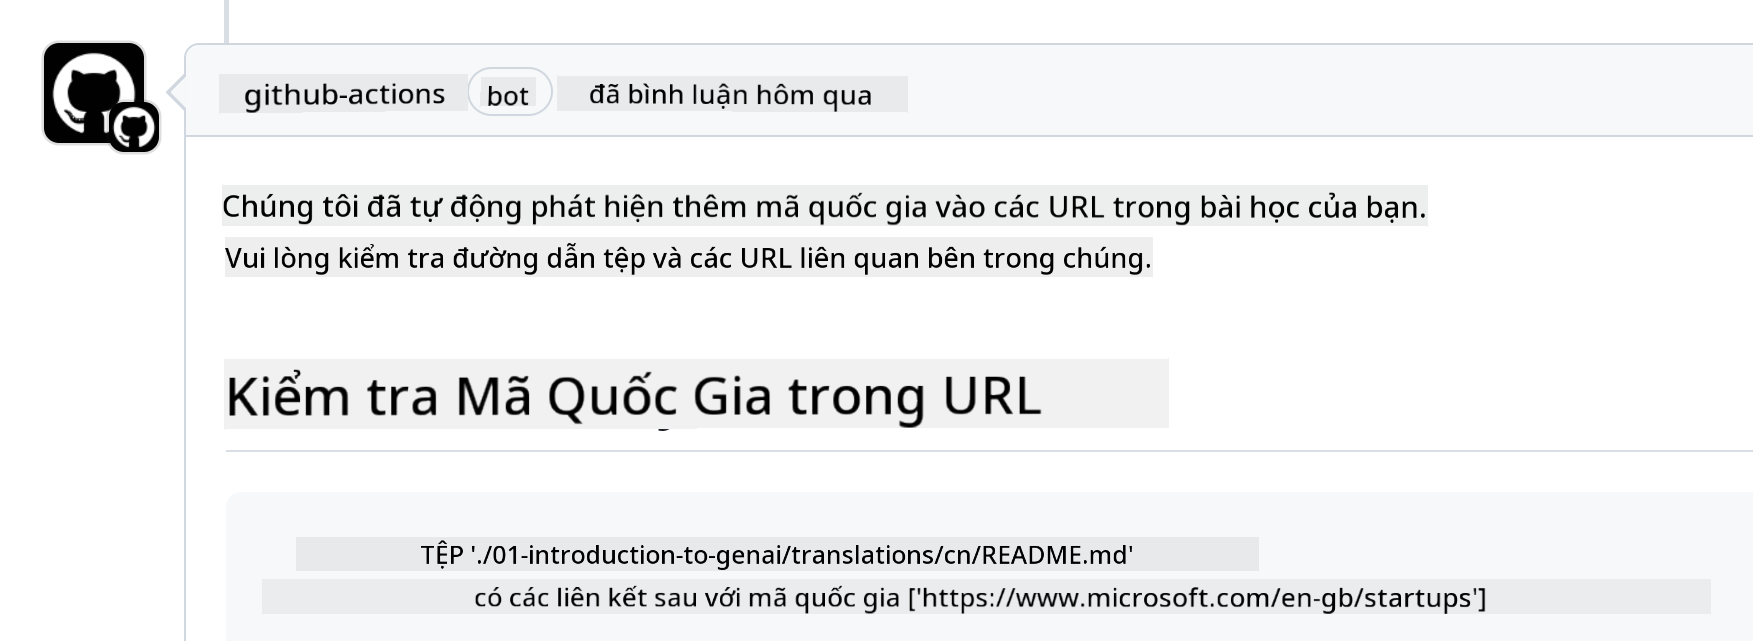 github-actions bot đã bình luận hôm qua
Chúng tôi đã tự động phát hiện thêm mã quốc gia vào các URL trong bài học của bạn.
Vui lòng kiểm tra đường dẫn tệp và các URL liên quan bên trong chúng.
Kiểm tra Mã Quốc Gia trong URL
TỆP './01-introduction-to-genai/translations/cn/README.md'
có các liên kết sau với mã quốc gia ['https://www.microsoft.com/en-gb/startups']